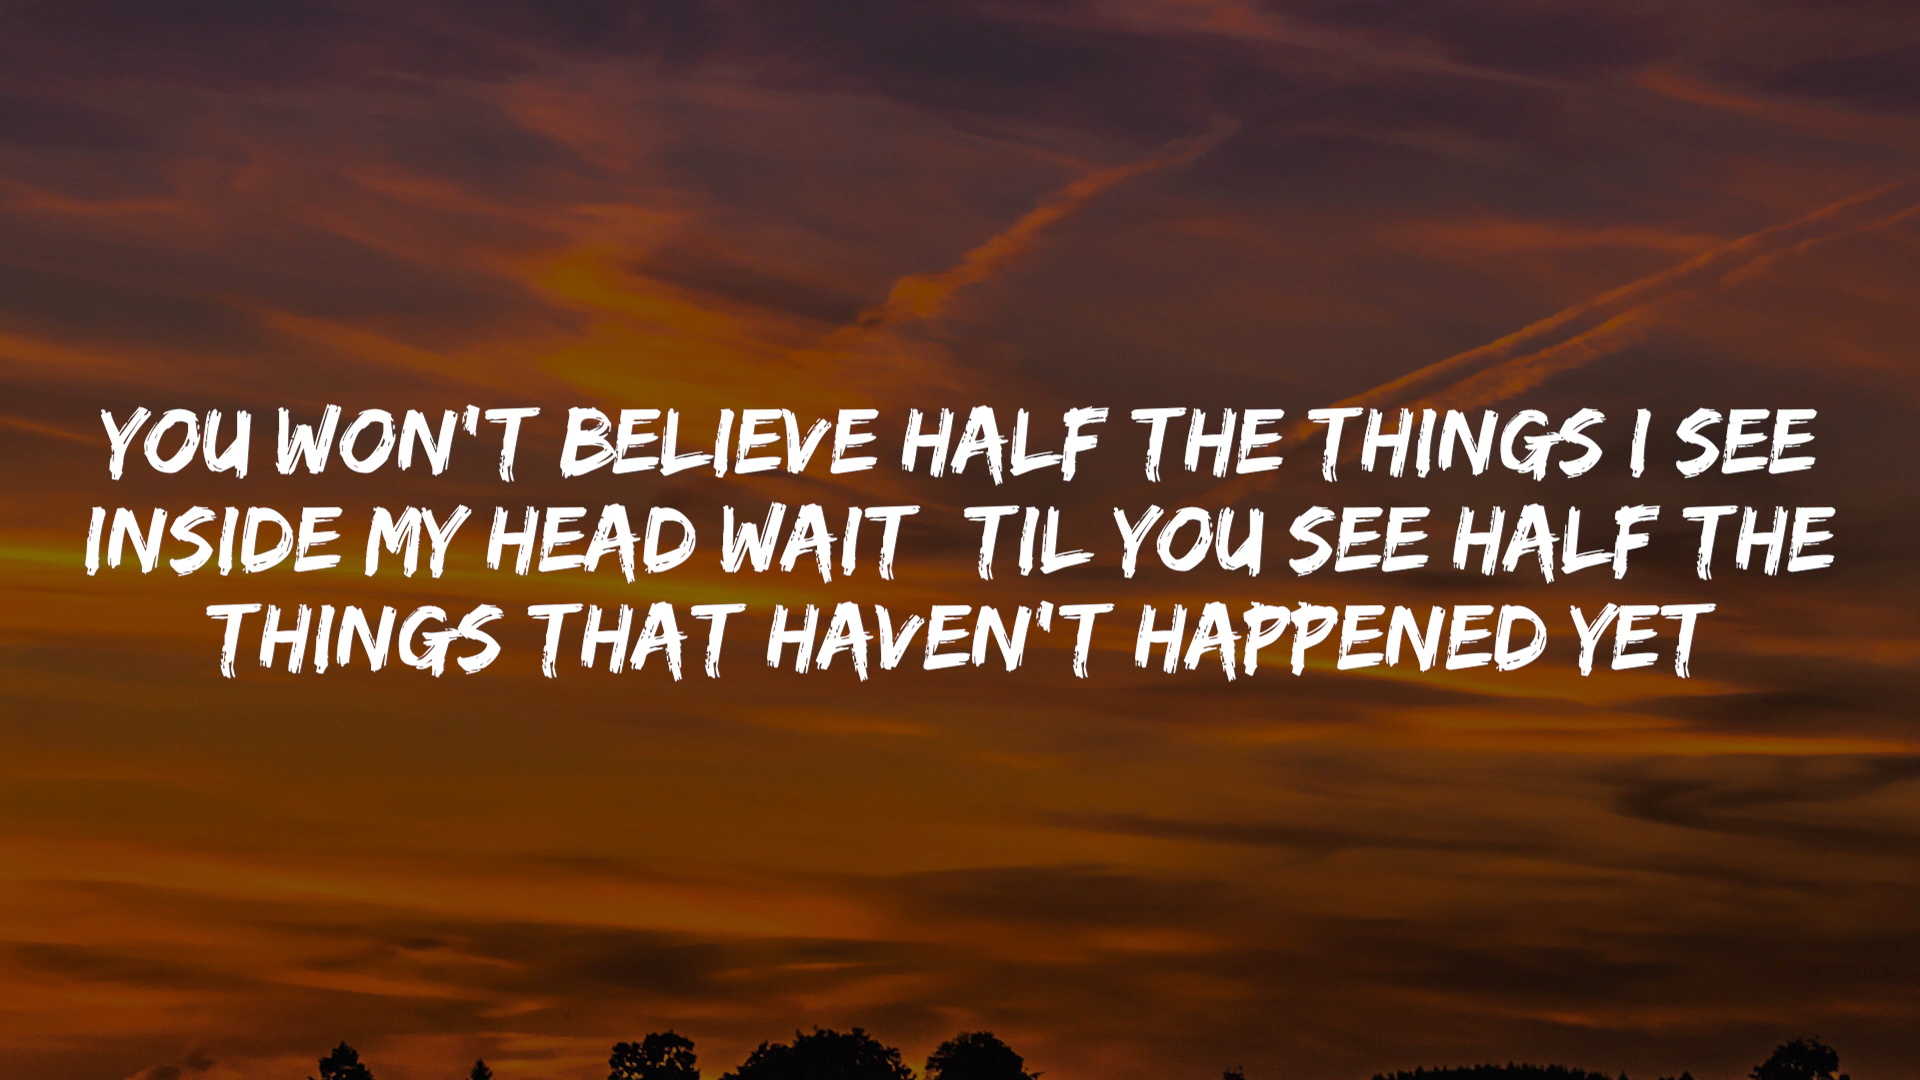 YOU WON'T BELIEVE HALF THE THINGS I SEE
INSIDE MY HEAD WAIT TIL YOU SEE HALF THE
THINGS THAT HAVEN'T HAPPENED YET